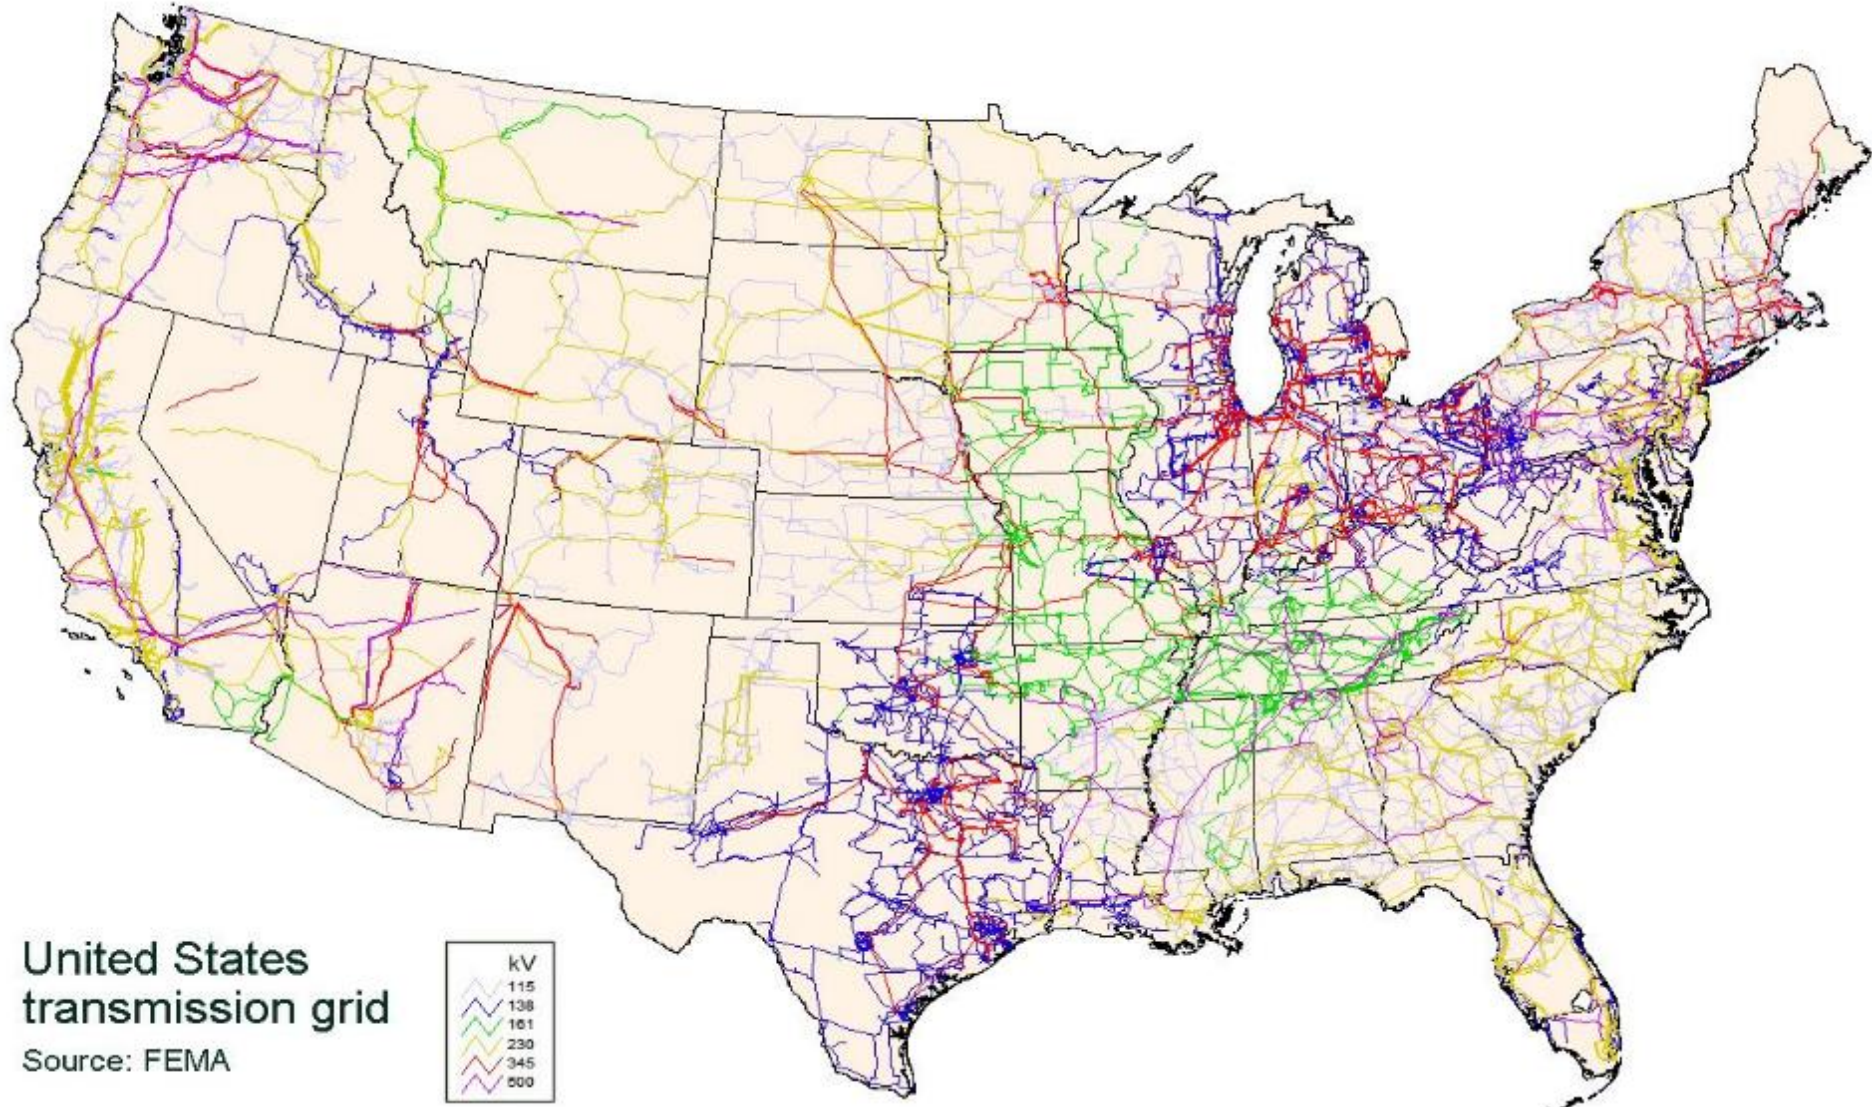 United States
transmission grid
Source: FEMA
kV
115
138
161
230
345
500